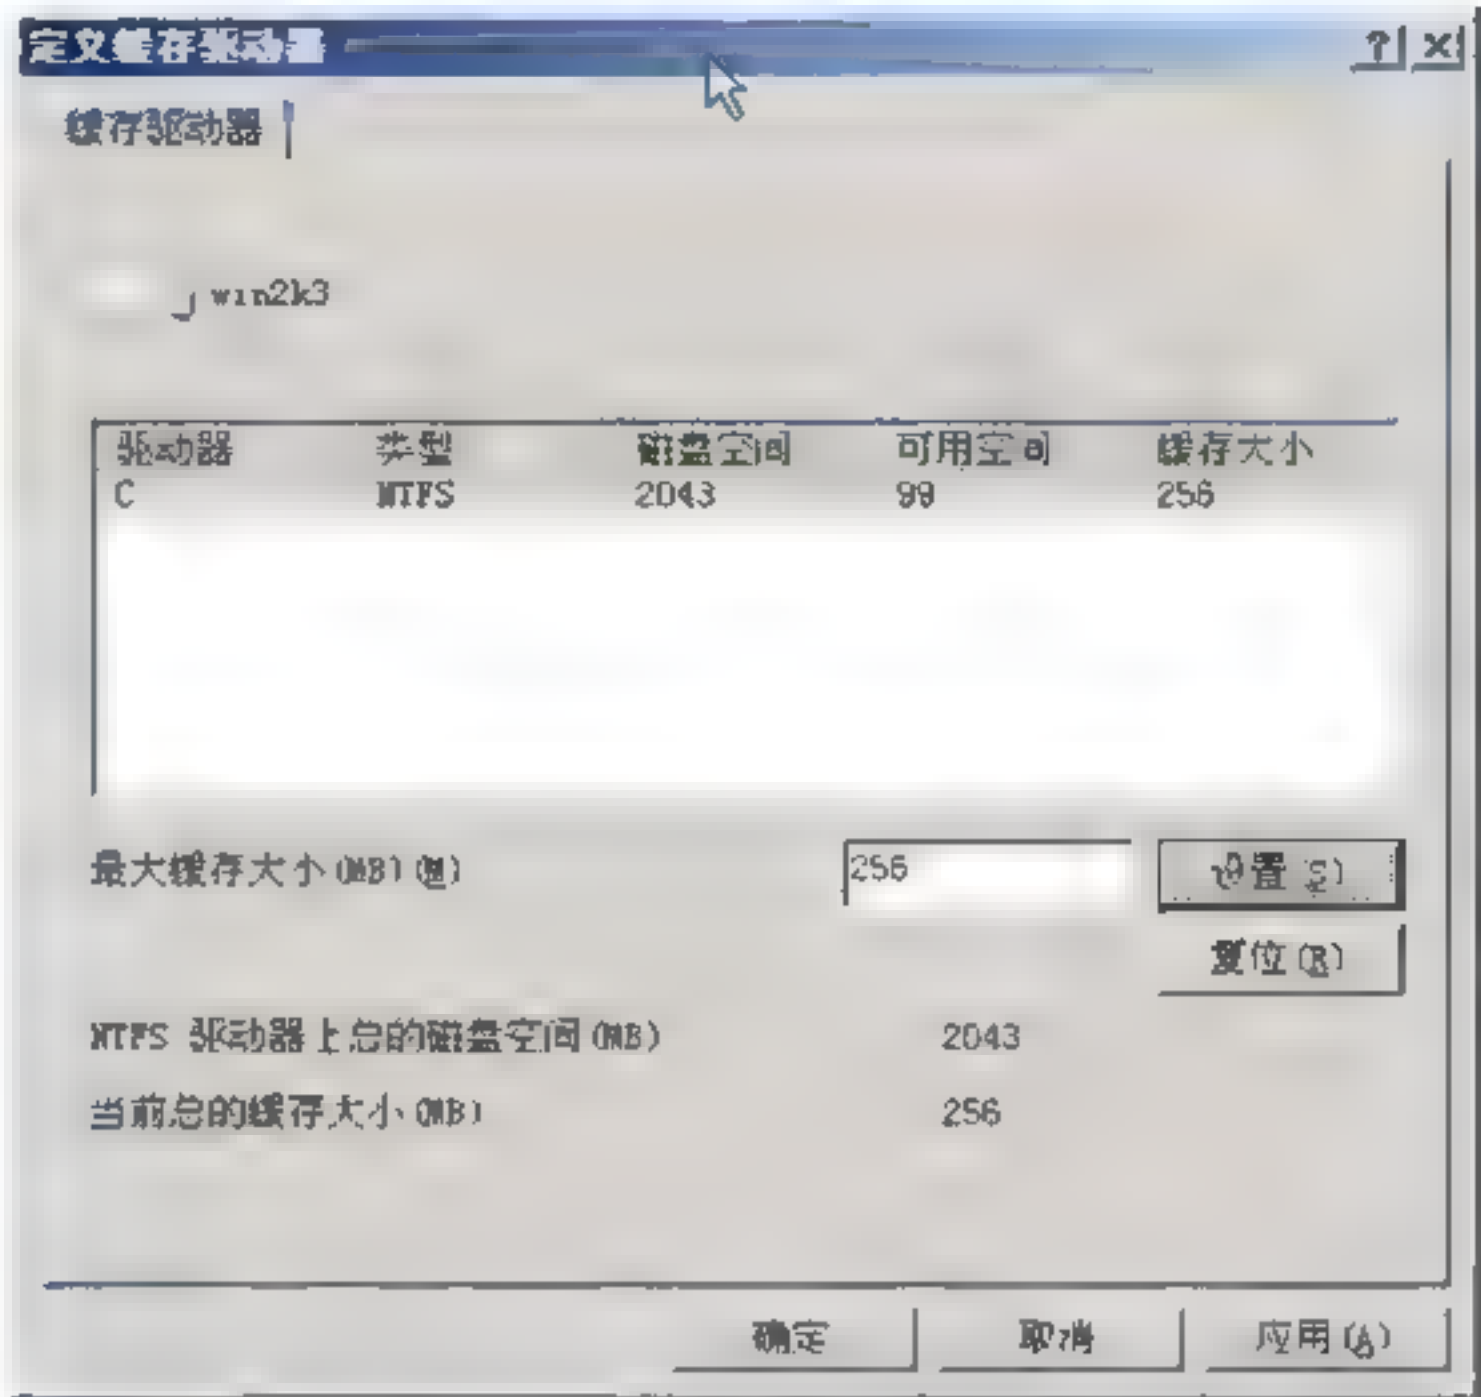 定义缓存驱动器
缓存驱动器
win2k3
驱动器 类型 磁盘空间 可用空间 缓存大小
C NTFS 2043 99 256
最大缓存大小(MB)(M) 256 设置(S)
复位(R)
NTFS 驱动器上总的磁盘空间(MB) 2043
当前总的缓存大小(MB) 256
确定 取消 应用(A)